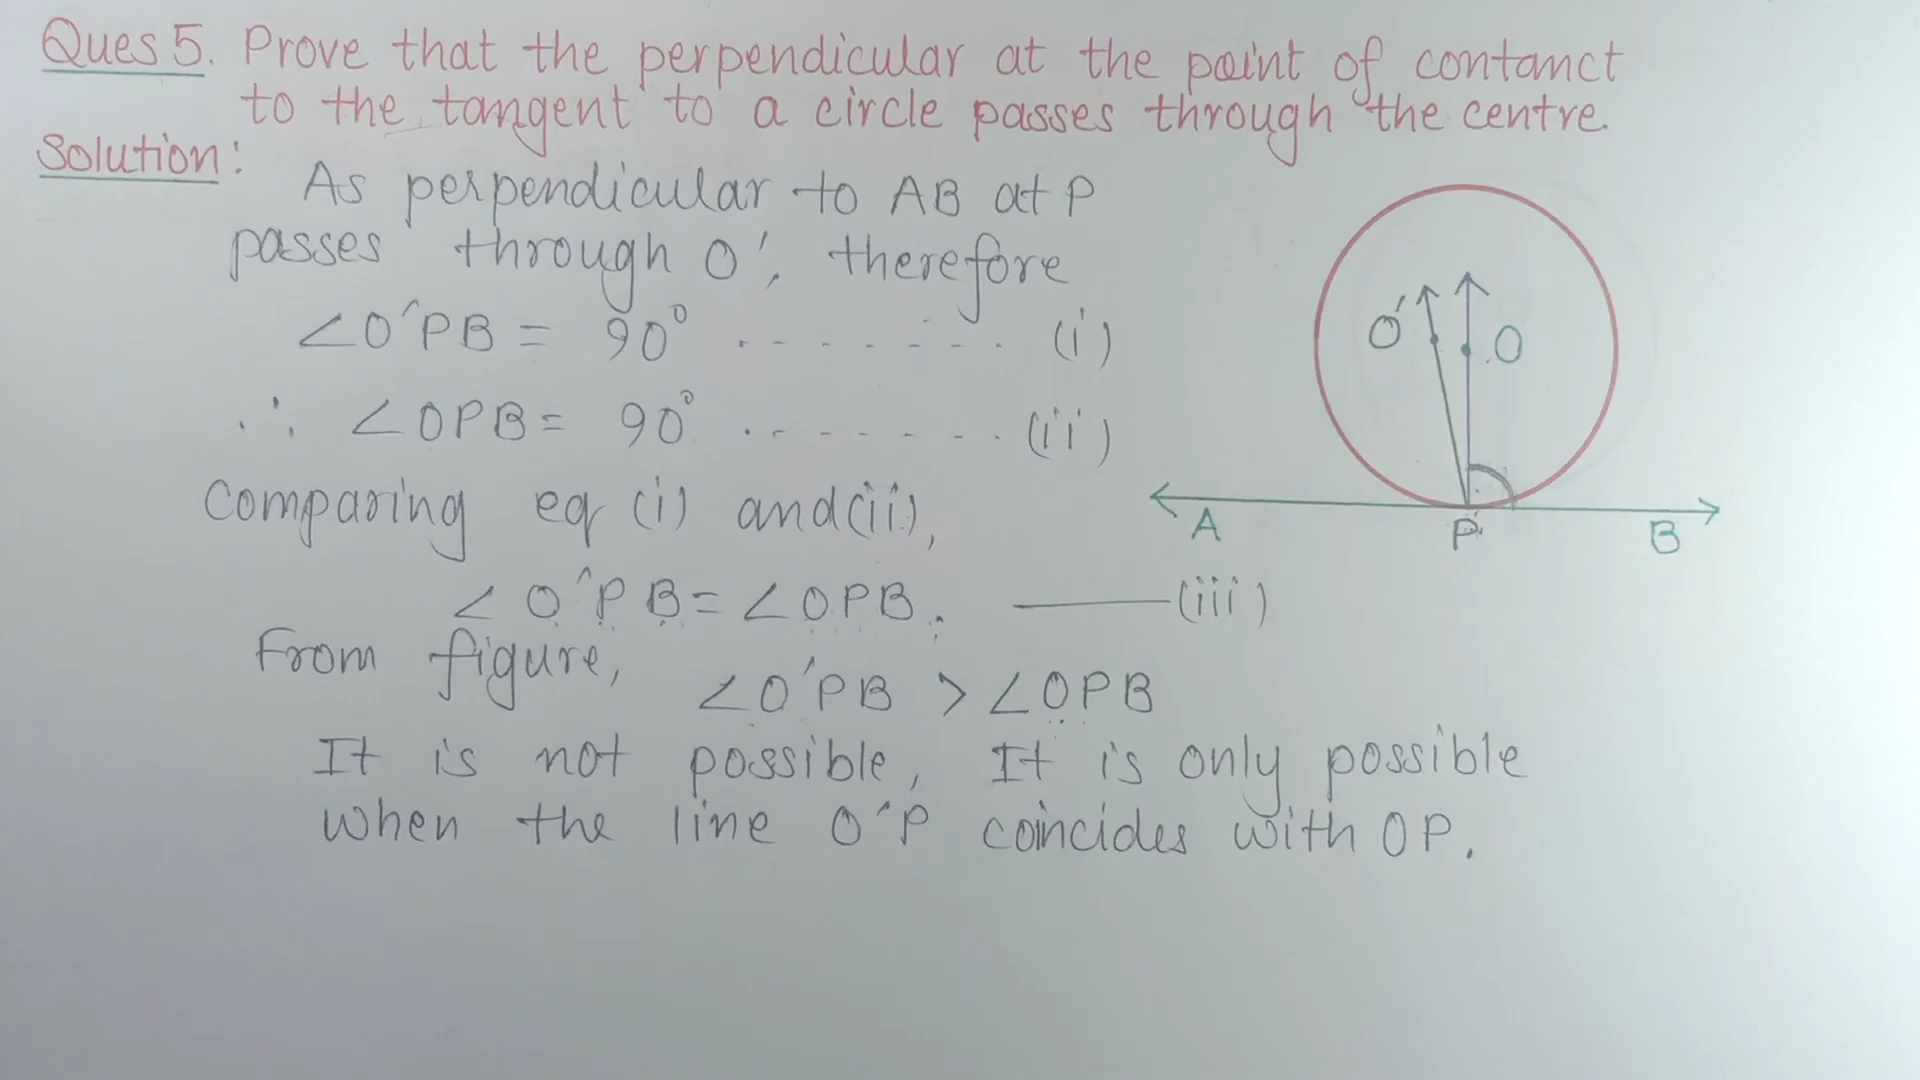 Ques 5. Prove that the perpendicular at the point of contanct
to the tangent to a circle passes through the centre.
Solution:
As perpendicular to AB at P
passes through O', therefore
∠O'PB = 90° ........ (i)
∴ ∠OPB = 90° ........ (ii)
Comparing eq (i) and (ii),
∠O'PB = ∠OPB. —— (iii)
From figure,
∠O'PB > ∠OPB
It is not possible, It is only possible
when the line O'P coincides with OP.
O' O
A P B